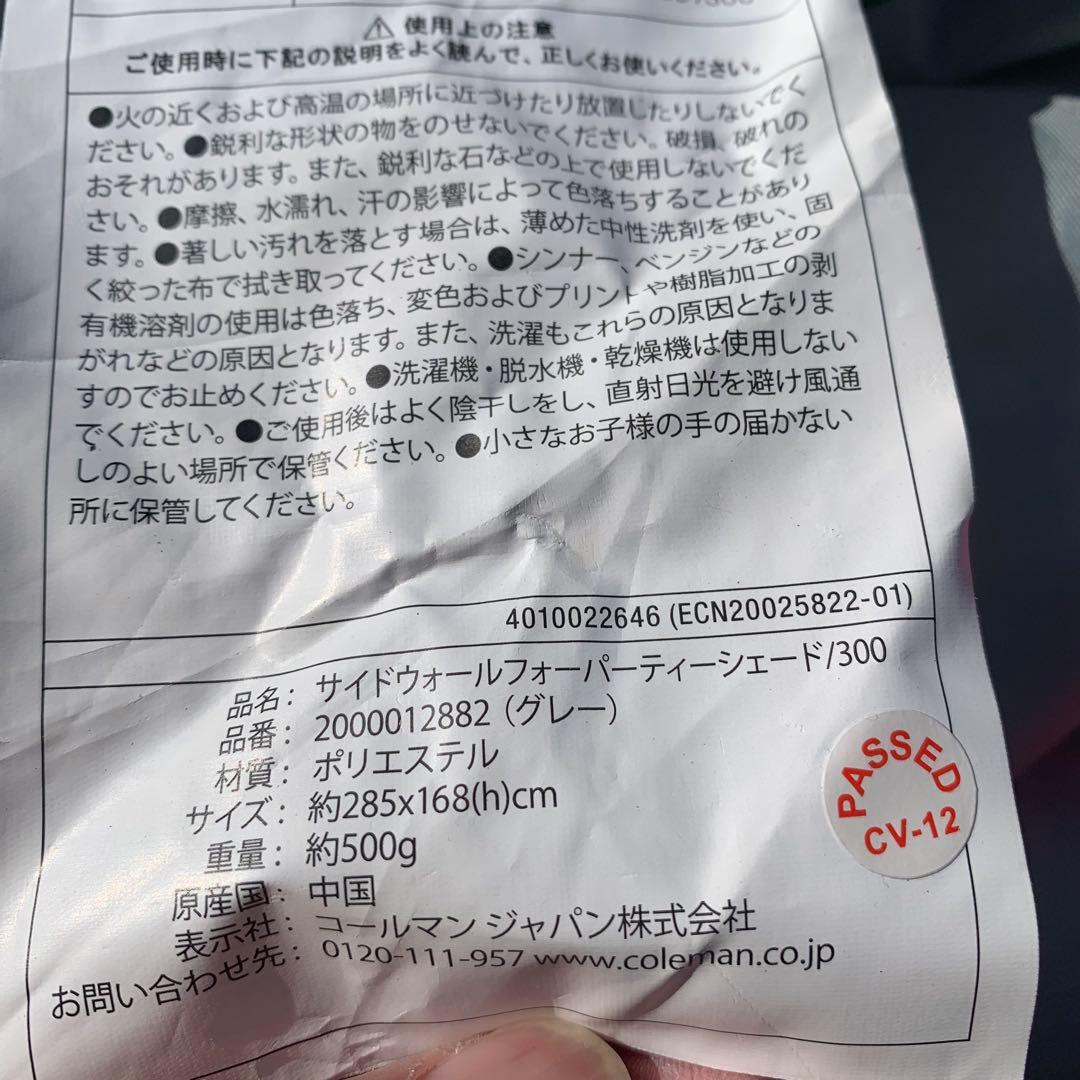 ⚠ 使用上の注意
ご使用時に下記の説明をよく読んで、正しくお使いください。
●火の近くおよび高温の場所に近づけたり放置したりしないでく
ださい。●鋭利な形状の物をのせないでください。破損、破れの
おそれがあります。また、鋭利な石などの上で使用しないでくだ
さい。●摩擦、水濡れ、汗の影響によって色落ちすることがあり
ます。●著しい汚れを落とす場合は、薄めた中性洗剤を使い、固
く絞った布で拭き取ってください。●シンナー、ベンジンなどの
有機溶剤の使用は色落ち、変色およびプリントや樹脂加工の剥
がれなどの原因となります。また、洗濯もこれらの原因となりま
すのでお止めください。●洗濯機・脱水機・乾燥機は使用しない
でください。●ご使用後はよく陰干しをし、直射日光を避け風通
しのよい場所で保管ください。●小さなお子様の手の届かない
所に保管してください。
4010022646 (ECN20025822-01)
品名: サイドウォールフォーパーティーシェード/300
品番: 2000012882 (グレー)
材質: ポリエステル
サイズ: 約285x168(h)cm
重量: 約500g
原産国: 中国
表示社: コールマン ジャパン株式会社
お問い合わせ先: 0120-111-957 www.coleman.co.jp
PASSED
CV-12